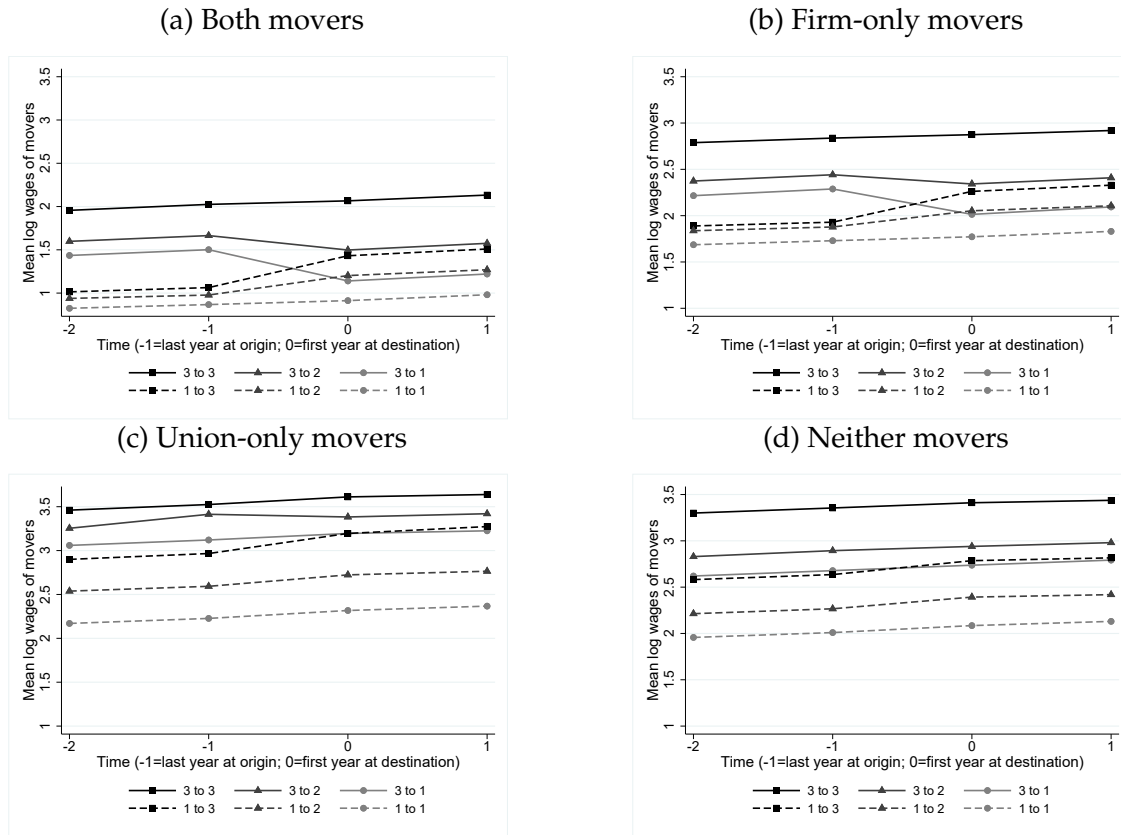 (a) Both movers
Mean log wages of movers
3.5
3
2.5
2
1.5
1
-2 -1 0 1
Time (-1=last year at origin; 0=first year at destination)
3 to 3 3 to 2 3 to 1
1 to 3 1 to 2 1 to 1
(b) Firm-only movers
Mean log wages of movers
3.5
3
2.5
2
1.5
1
-2 -1 0 1
Time (-1=last year at origin; 0=first year at destination)
3 to 3 3 to 2 3 to 1
1 to 3 1 to 2 1 to 1
(c) Union-only movers
Mean log wages of movers
3.5
3
2.5
2
1.5
1
-2 -1 0 1
Time (-1=last year at origin; 0=first year at destination)
3 to 3 3 to 2 3 to 1
1 to 3 1 to 2 1 to 1
(d) Neither movers
Mean log wages of movers
3.5
3
2.5
2
1.5
1
-2 -1 0 1
Time (-1=last year at origin; 0=first year at destination)
3 to 3 3 to 2 3 to 1
1 to 3 1 to 2 1 to 1